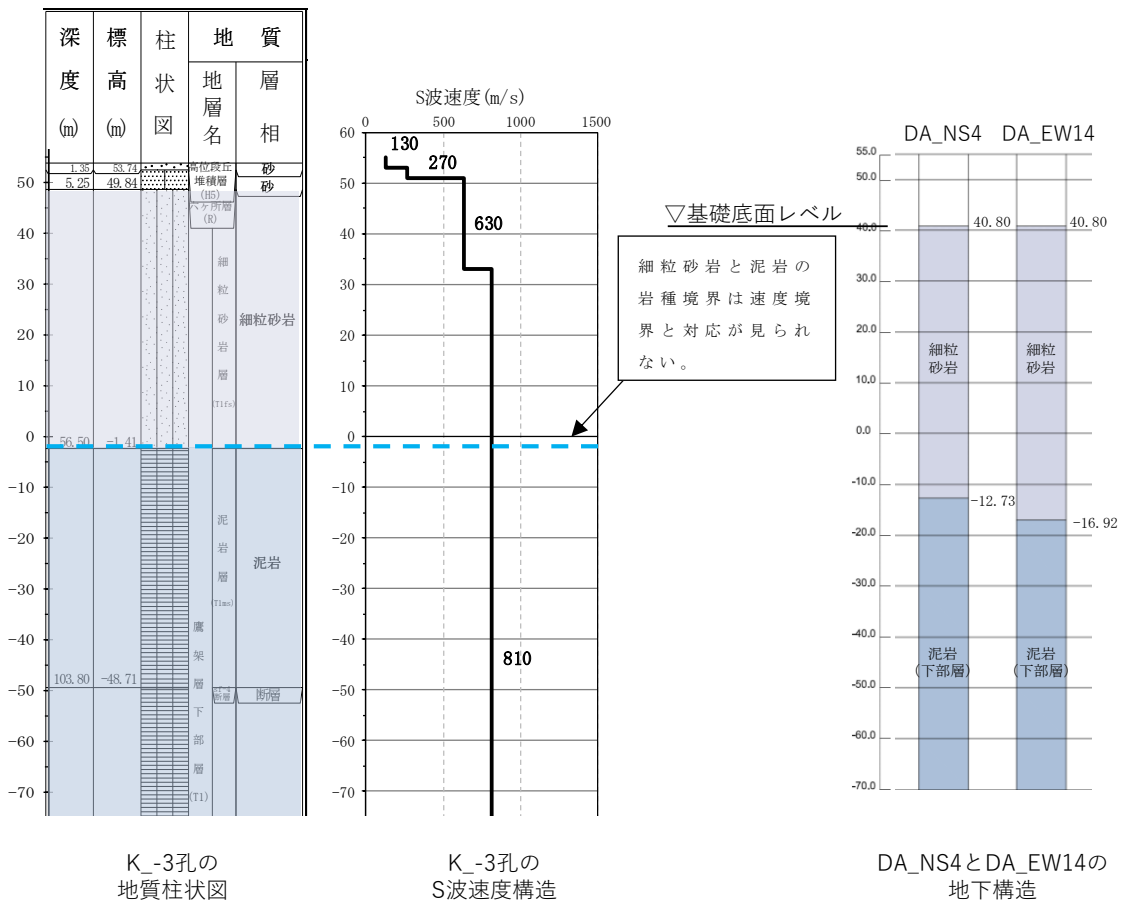 深度(m)
標高(m)
柱状図
地質
地層名
層相
1.35 53.74 高位段丘 砂
5.25 49.84 堆積層 砂
(H5)
六ヶ所層
(R)
細粒砂岩層
(T1fs)
細粒砂岩
56.50 -1.41
泥岩層
(T1ms)
泥岩
鷹架層下部層
(T1)
103.80 -48.71
断層
断層
50
40
30
20
10
0
-10
-20
-30
-40
-50
-60
-70
K_-3孔の
地質柱状図
S波速度(m/s)
0 500 1000 1500
60
50
40
30
20
10
0
-10
-20
-30
-40
-50
-60
-70
130
270
630
810
細粒砂岩と泥岩の
岩種境界は速度境
界と対応が見られ
ない。
K_-3孔の
S波速度構造
DA_NS4 DA_EW14
▽基礎底面レベル
55.0
50.0
40.0
30.0
20.0
10.0
0.0
-10.0
-20.0
-30.0
-40.0
-50.0
-60.0
-70.0
40.80 40.80
細粒
砂岩
細粒
砂岩
-12.73
-16.92
泥岩
(下部層)
泥岩
(下部層)
DA_NS4とDA_EW14の
地下構造